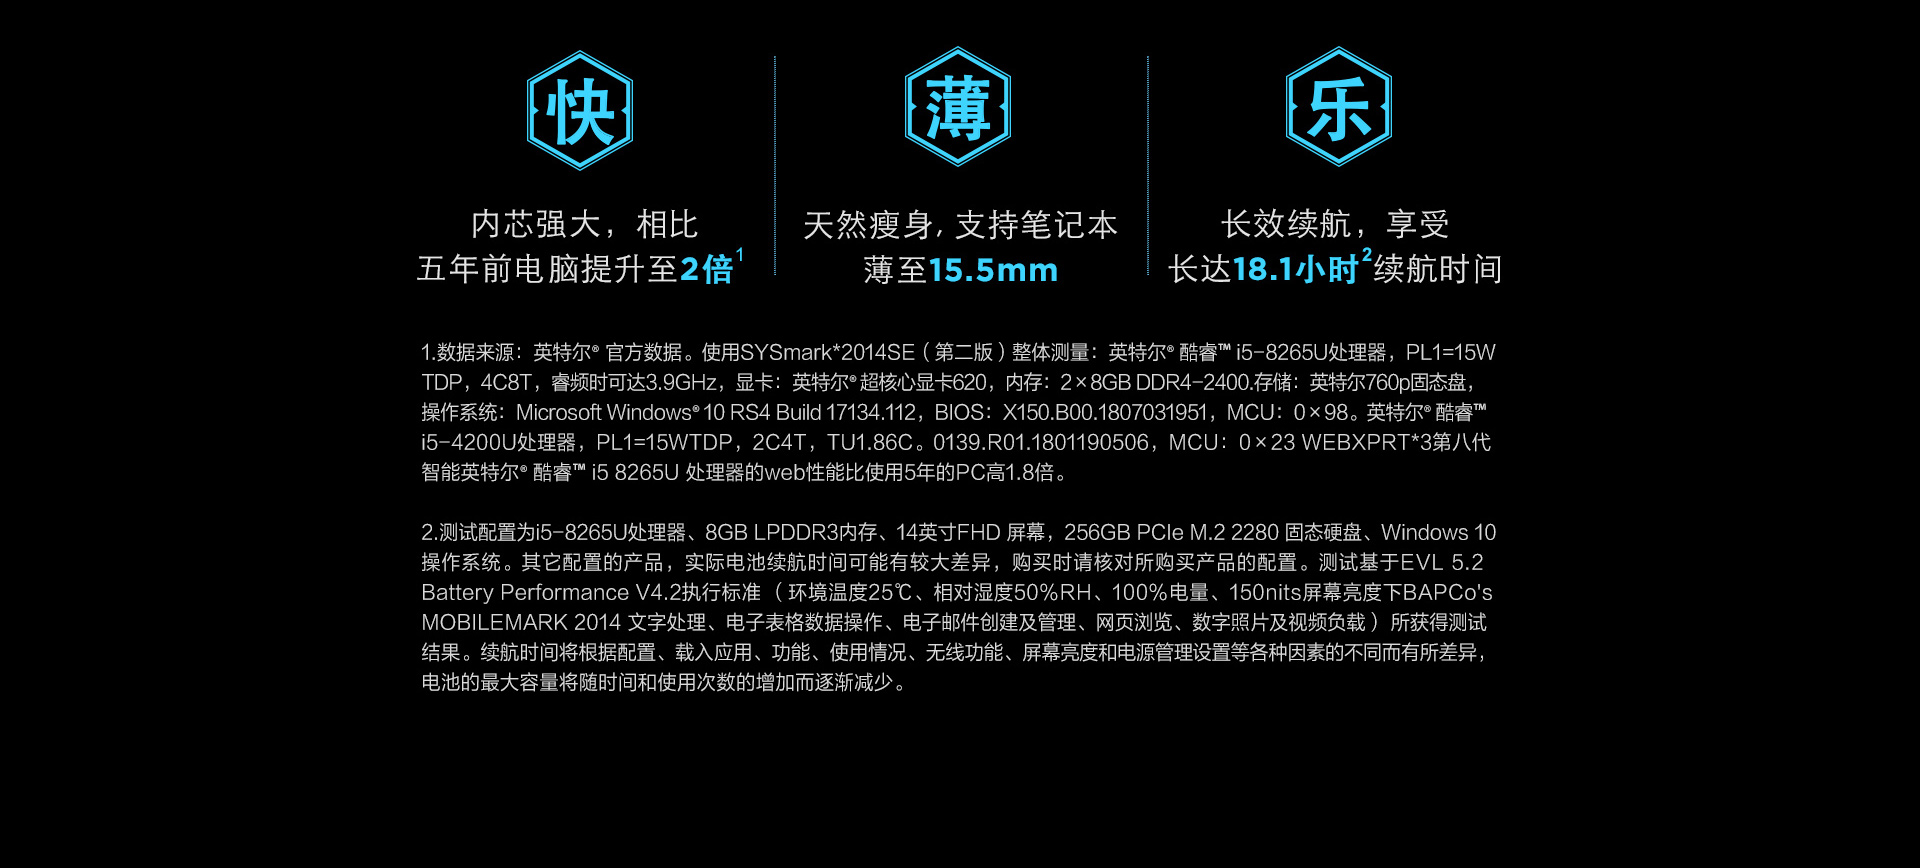 快
内芯强大，相比
五年前电脑提升至2倍1
薄
天然瘦身, 支持笔记本
薄至15.5mm
乐
长效续航，享受
长达18.1小时2续航时间
1.数据来源：英特尔® 官方数据。使用SYSmark*2014SE（第二版）整体测量：英特尔® 酷睿™ i5-8265U处理器，PL1=15W
TDP，4C8T，睿频时可达3.9GHz，显卡：英特尔® 超核心显卡620，内存：2×8GB DDR4-2400.存储：英特尔760p固态盘，
操作系统：Microsoft Windows® 10 RS4 Build 17134.112，BIOS：X150.B00.1807031951，MCU：0×98。英特尔® 酷睿™
i5-4200U处理器，PL1=15WTDP，2C4T，TU1.86C。0139.R01.1801190506，MCU：0×23 WEBXPRT*3第八代
智能英特尔® 酷睿™ i5 8265U 处理器的web性能比使用5年的PC高1.8倍。
2.测试配置为i5-8265U处理器、8GB LPDDR3内存、14英寸FHD 屏幕，256GB PCIe M.2 2280 固态硬盘、Windows 10
操作系统。其它配置的产品，实际电池续航时间可能有较大差异，购买时请核对所购买产品的配置。测试基于EVL 5.2
Battery Performance V4.2执行标准（环境温度25℃、相对湿度50%RH、100%电量、150nits屏幕亮度下BAPCo's
MOBILEMARK 2014 文字处理、电子表格数据操作、电子邮件创建及管理、网页浏览、数字照片及视频负载）所获得测试
结果。续航时间将根据配置、载入应用、功能、使用情况、无线功能、屏幕亮度和电源管理设置等各种因素的不同而有所差异，
电池的最大容量将随时间和使用次数的增加而逐渐减少。